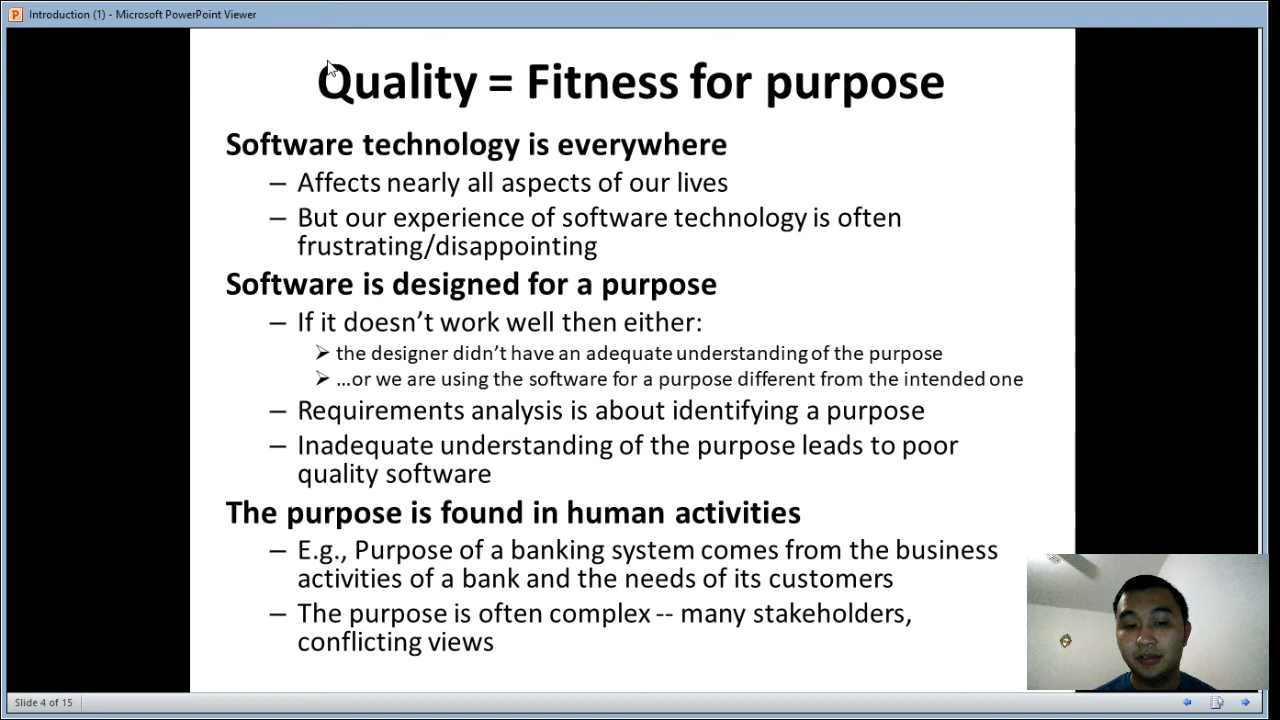 Introduction (1) - Microsoft PowerPoint Viewer
Quality = Fitness for purpose
Software technology is everywhere
– Affects nearly all aspects of our lives
– But our experience of software technology is often
frustrating/disappointing
Software is designed for a purpose
– If it doesn’t work well then either:
➢ the designer didn’t have an adequate understanding of the purpose
➢ …or we are using the software for a purpose different from the intended one
– Requirements analysis is about identifying a purpose
– Inadequate understanding of the purpose leads to poor
quality software
The purpose is found in human activities
– E.g., Purpose of a banking system comes from the business
activities of a bank and the needs of its customers
– The purpose is often complex -- many stakeholders,
conflicting views
Slide 4 of 15